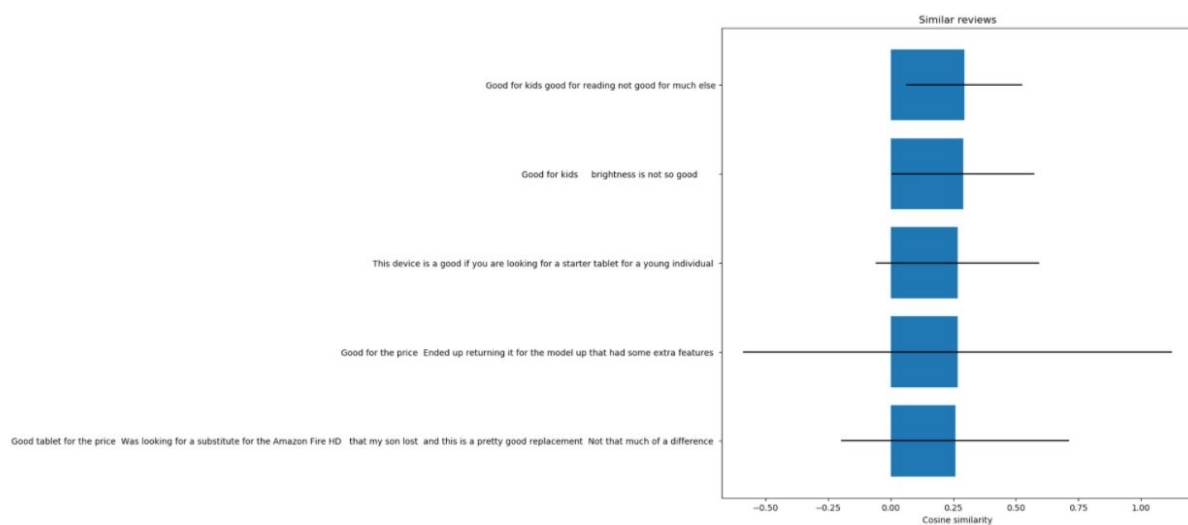 Similar reviews
Good for kids good for reading not good for much else
Good for kids     brightness is not so good
This device is a good if you are looking for a starter tablet for a young individual
Good for the price  Ended up returning it for the model up that had some extra features
Good tablet for the price  Was looking for a substitute for the Amazon Fire HD   that my son lost  and this is a pretty good replacement  Not that much of a difference
−0.50 −0.25 0.00 0.25 0.50 0.75 1.00
Cosine similarity